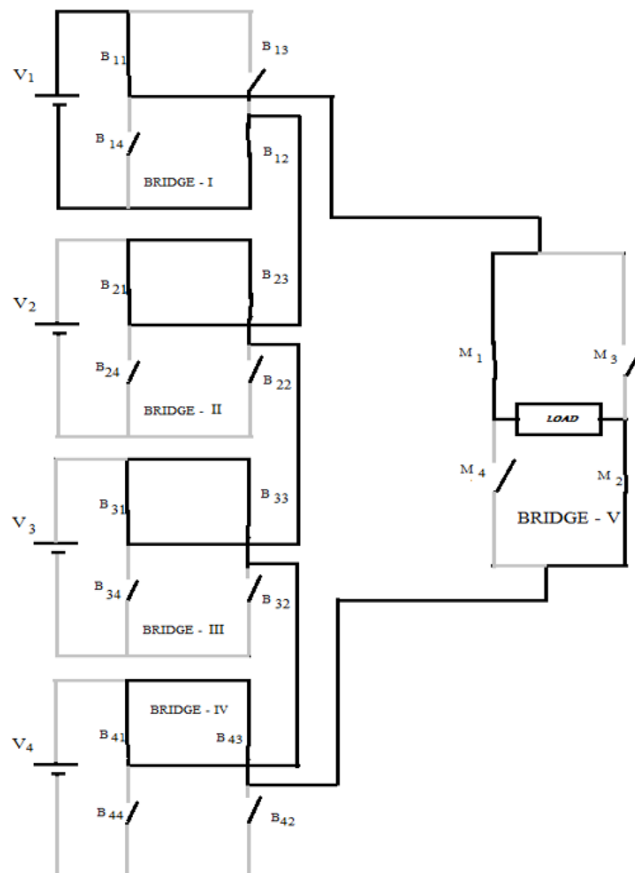 V1
B11
B13
B14
B12
BRIDGE - I
V2
B21
B23
B24
B22
BRIDGE - II
V3
B31
B33
B34
B32
BRIDGE - III
V4
BRIDGE - IV
B41
B43
B44
B42
M1
M3
LOAD
M4
M2
BRIDGE - V